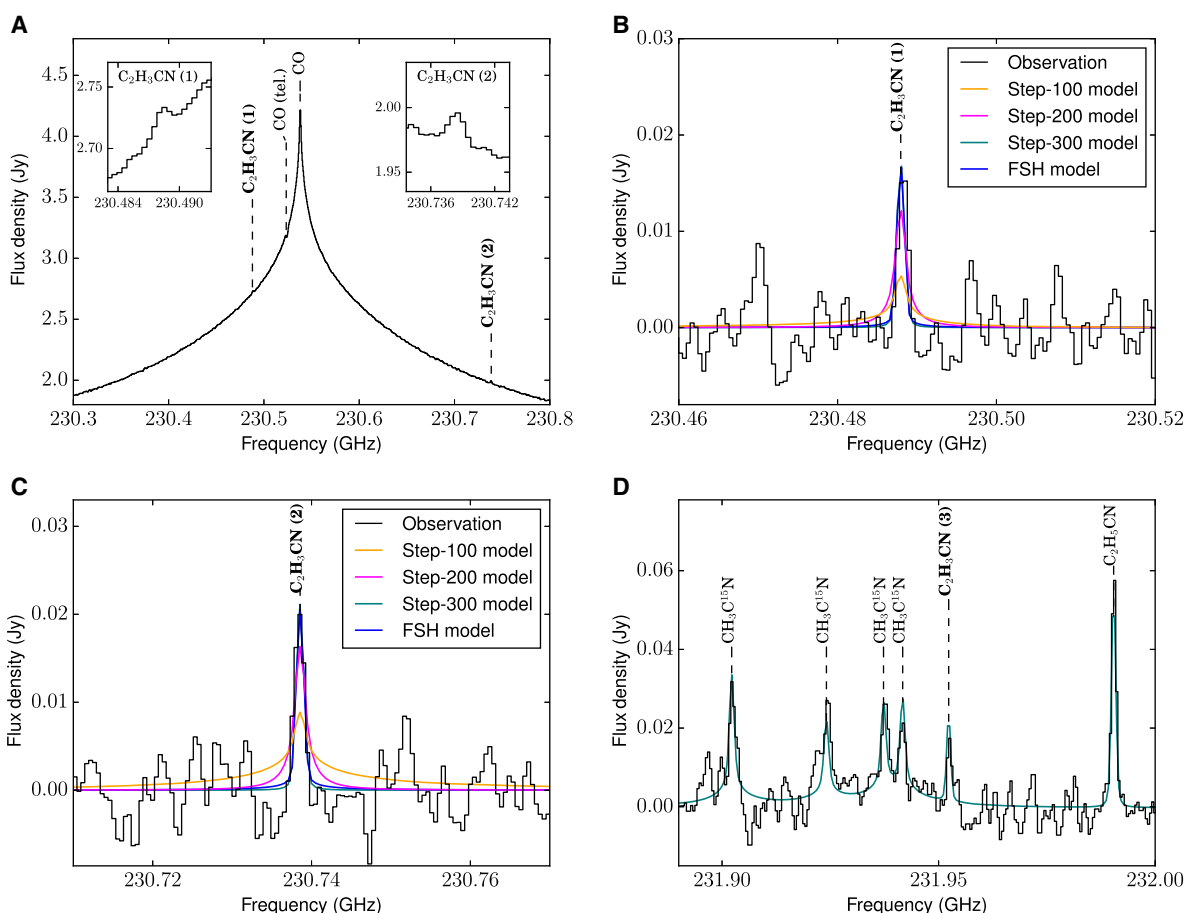 A
C₂H₃CN (1)
2.75
2.70
230.484 230.490
C₂H₃CN (2)
2.00
1.95
230.736 230.742
C₂H₃CN (1)
CO (tel.)
CO
C₂H₃CN (2)
Flux density (Jy)
4.5
4.0
3.5
3.0
2.5
2.0
230.3 230.4 230.5 230.6 230.7 230.8
Frequency (GHz)
B
C₂H₃CN (1)
Observation
Step-100 model
Step-200 model
Step-300 model
FSH model
Flux density (Jy)
0.03
0.02
0.01
0.00
230.46 230.48 230.50 230.52
Frequency (GHz)
C
C₂H₃CN (2)
Observation
Step-100 model
Step-200 model
Step-300 model
FSH model
Flux density (Jy)
0.03
0.02
0.01
0.00
230.72 230.74 230.76
Frequency (GHz)
D
CH₃C¹⁵N
CH₃C¹⁵N
CH₃C¹⁵N
CH₃C¹⁵N
C₂H₃CN (3)
C₂H₅CN
Flux density (Jy)
0.06
0.04
0.02
0.00
231.90 231.95 232.00
Frequency (GHz)